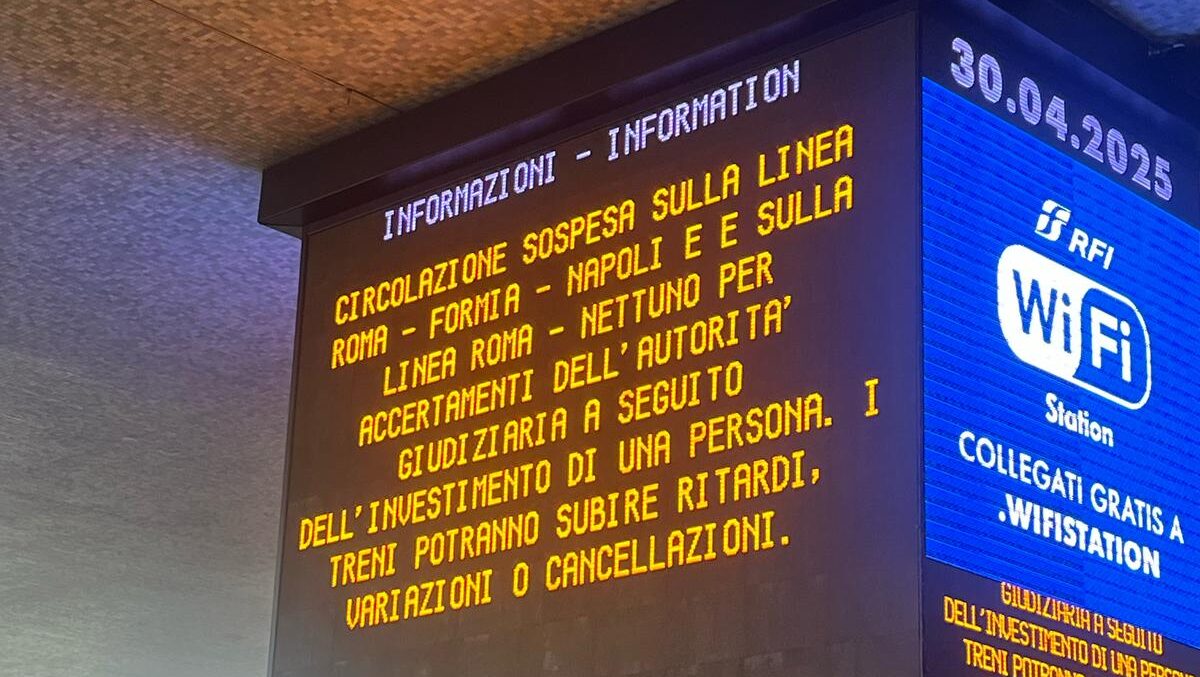 INFORMAZIONI - INFORMATION
CIRCOLAZIONE SOSPESA SULLA LINEA
ROMA - FORMIA - NAPOLI E E SULLA
LINEA ROMA - NETTUNO PER
ACCERTAMENTI DELL'AUTORITA'
GIUDIZIARIA A SEGUITO
DELL'INVESTIMENTO DI UNA PERSONA. I
TRENI POTRANNO SUBIRE RITARDI,
VARIAZIONI O CANCELLAZIONI.
30.04.2025
RFI
WiFi
Station
COLLEGATI GRATIS A
.WIFISTATION
GIUDIZIARIA A SEGUITO
DELL'INVESTIMENTO DI UNA
TRENI